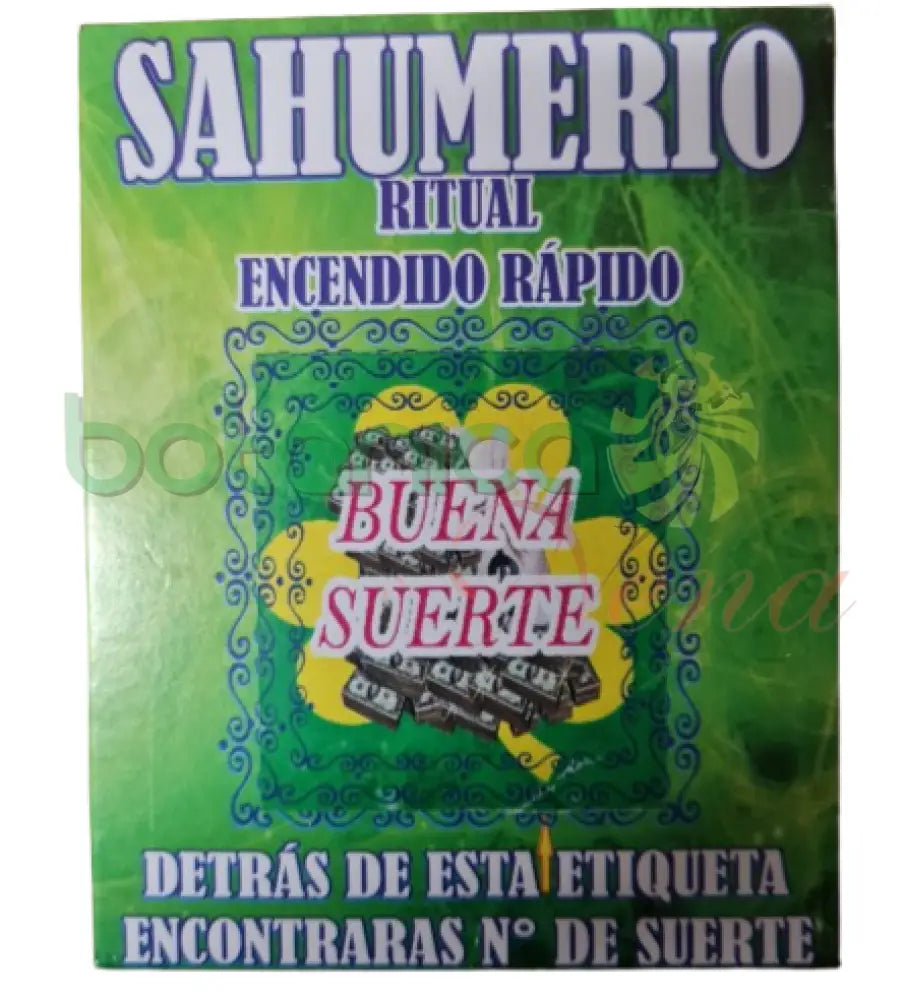 SAHUMERIO
RITUAL
ENCENDIDO RÁPIDO
BUENA
SUERTE
DETRÁS DE ESTA ETIQUETA
ENCONTRARAS N° DE SUERTE